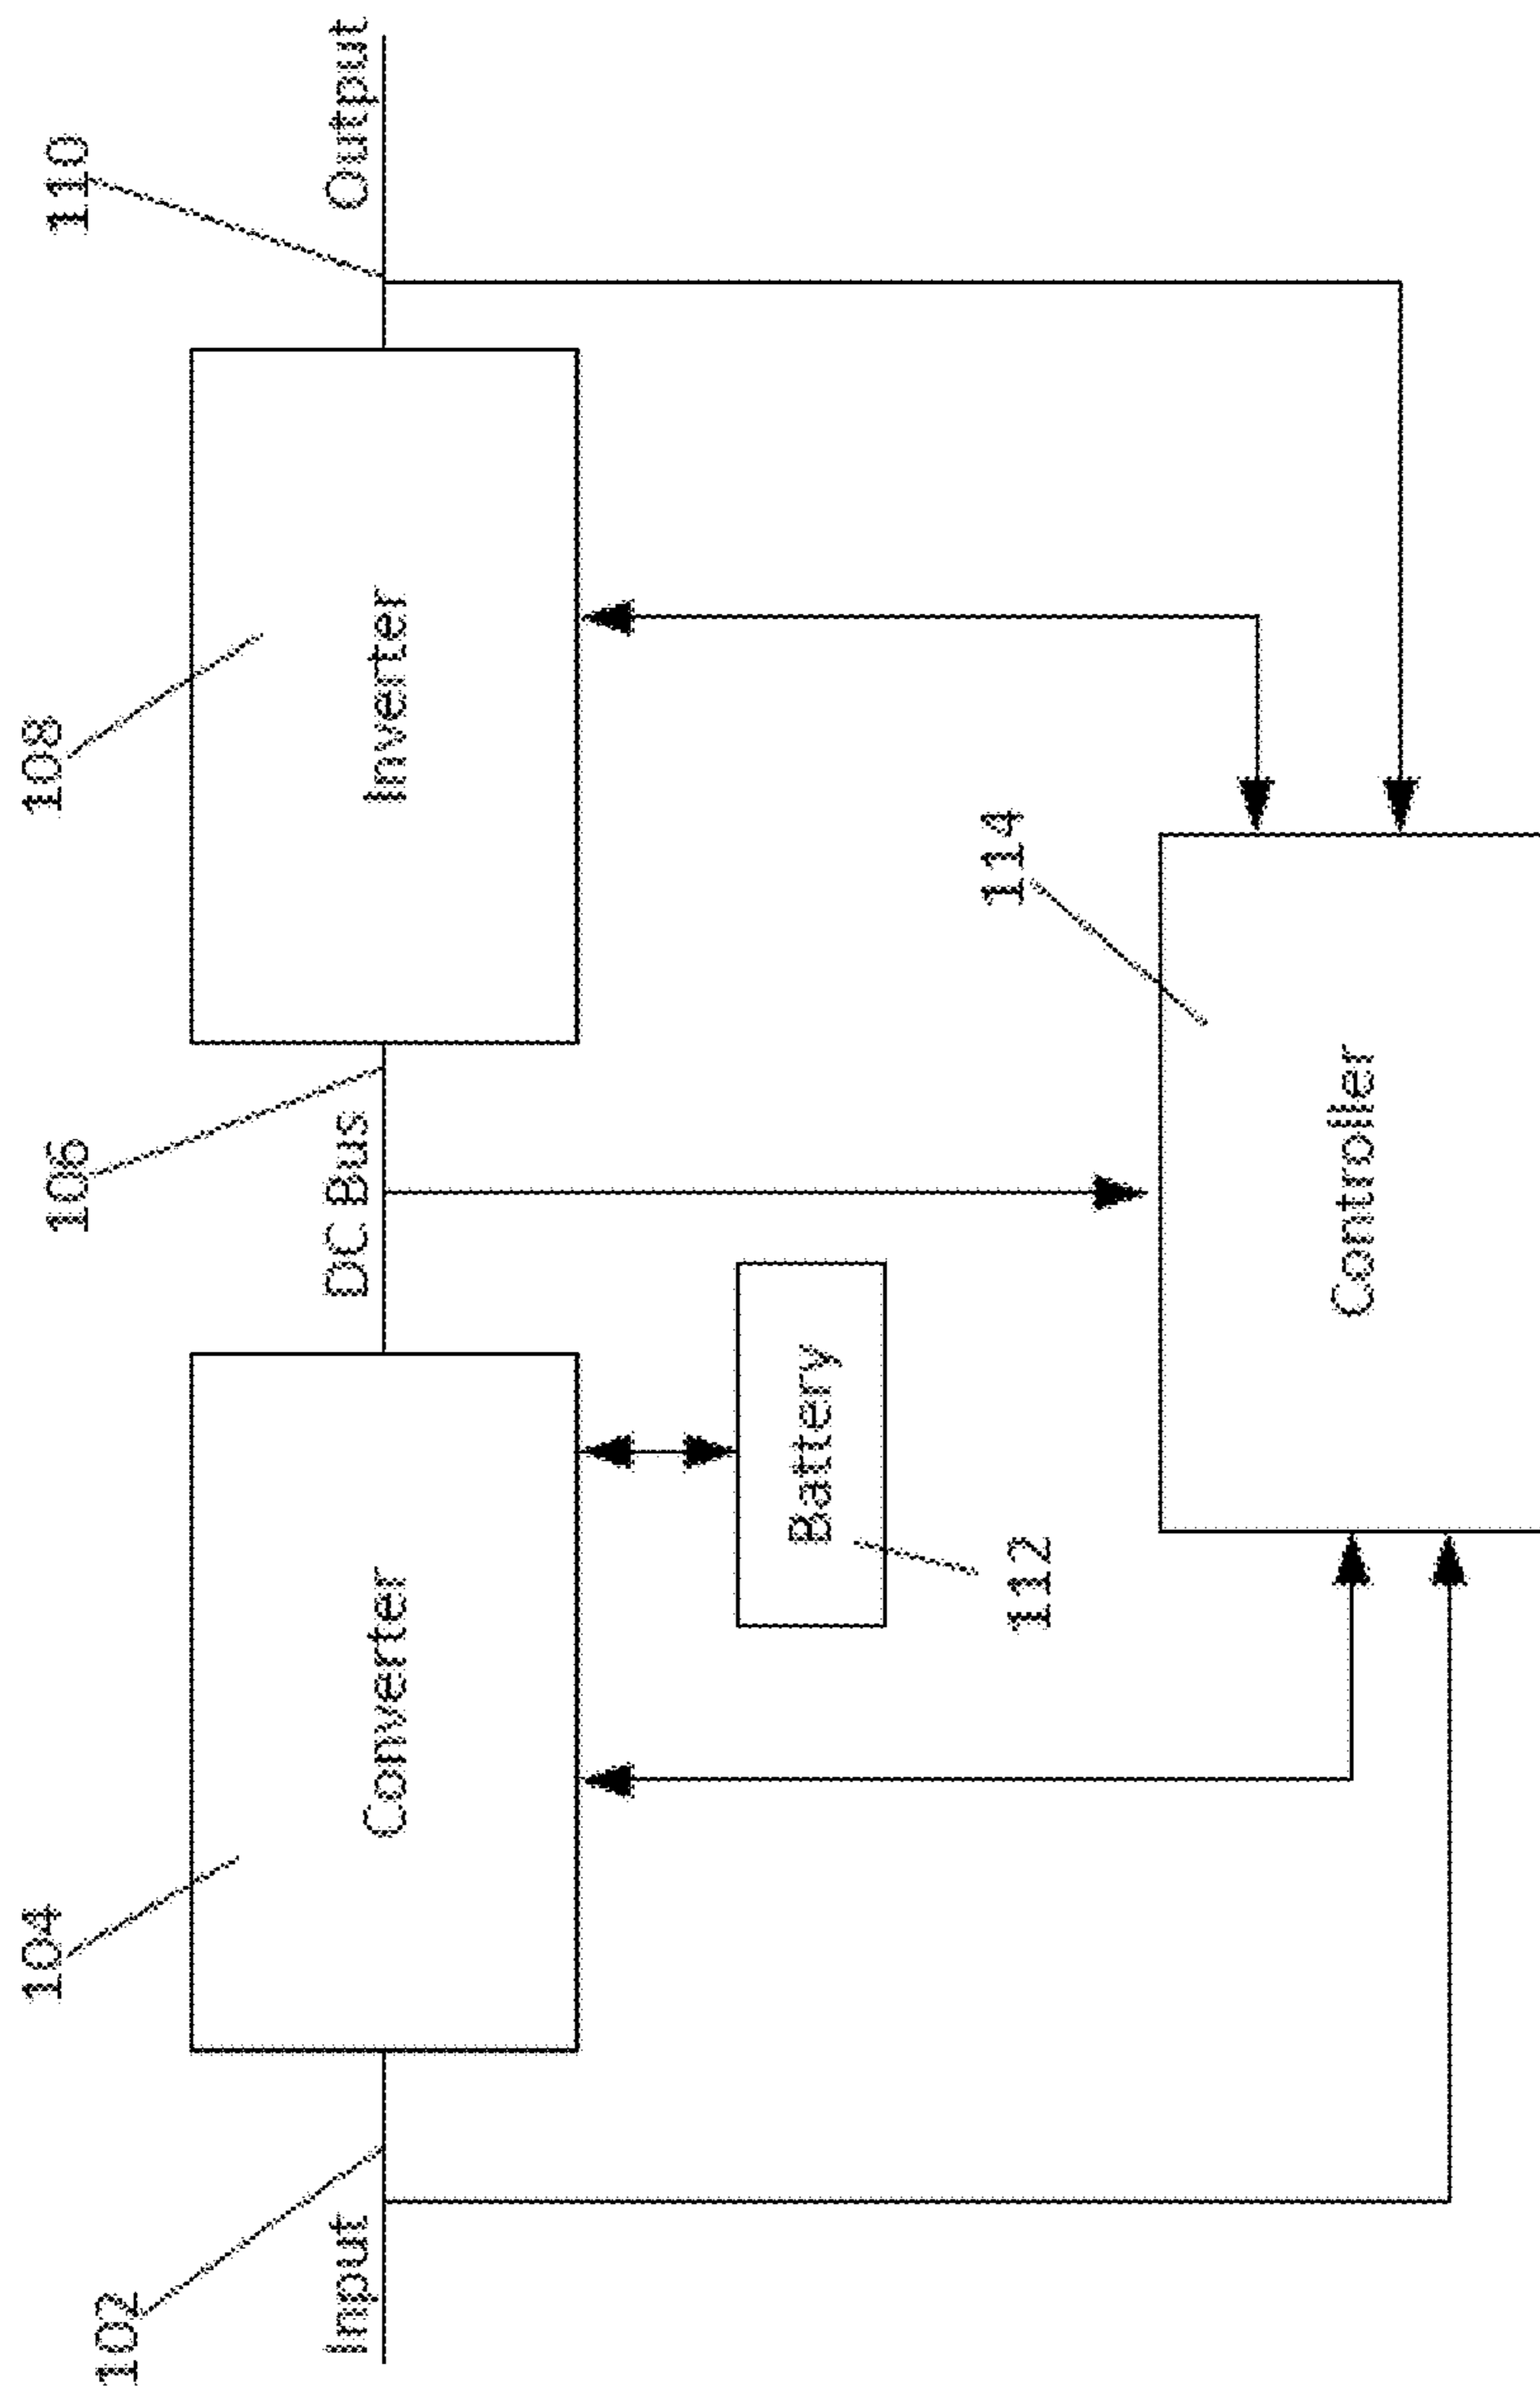 102
104
106
108
110
Input
Converter
DC Bus
Inverter
Output
Battery
112
114
Controller